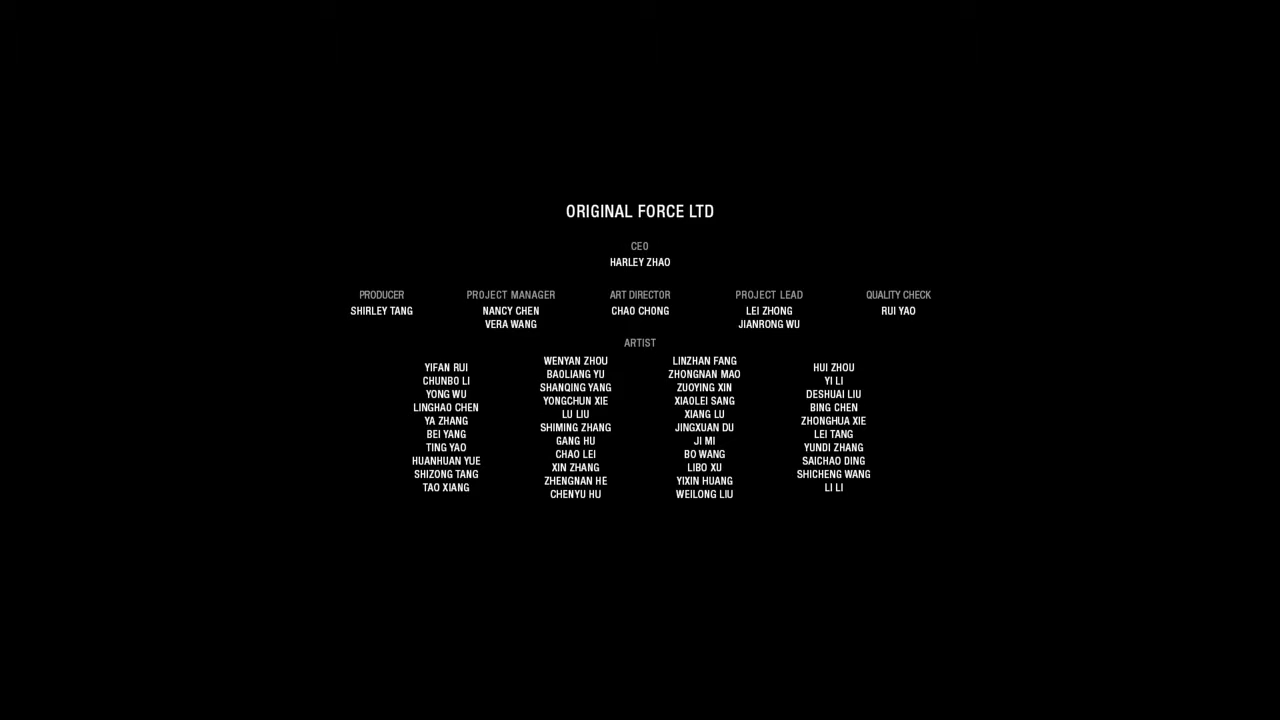 ORIGINAL FORCE LTD
CEO
HARLEY ZHAO
PRODUCER
SHIRLEY TANG
PROJECT MANAGER
NANCY CHEN
VERA WANG
ART DIRECTOR
CHAO CHONG
PROJECT LEAD
LEI ZHONG
JIANRONG WU
QUALITY CHECK
RUI YAO
ARTIST
YIFAN RUI
CHUNBO LI
YONG WU
LINGHAO CHEN
YA ZHANG
BEI YANG
TING YAO
HUANHUAN YUE
SHIZONG TANG
TAO XIANG
WENYAN ZHOU
BAOLIANG YU
SHANQING YANG
YONGCHUN XIE
LU LIU
SHIMING ZHANG
GANG HU
CHAO LEI
XIN ZHANG
ZHENGNAN HE
CHENYU HU
LINZHAN FANG
ZHONGNAN MAO
ZUOYING XIN
XIAOLEI SANG
XIANG LU
JINGXUAN DU
JI MI
BO WANG
LIBO XU
YIXIN HUANG
WEILONG LIU
HUI ZHOU
YI LI
DESHUAI LIU
BING CHEN
ZHONGHUA XIE
LEI TANG
YUNDI ZHANG
SAICHAO DING
SHICHENG WANG
LI LI